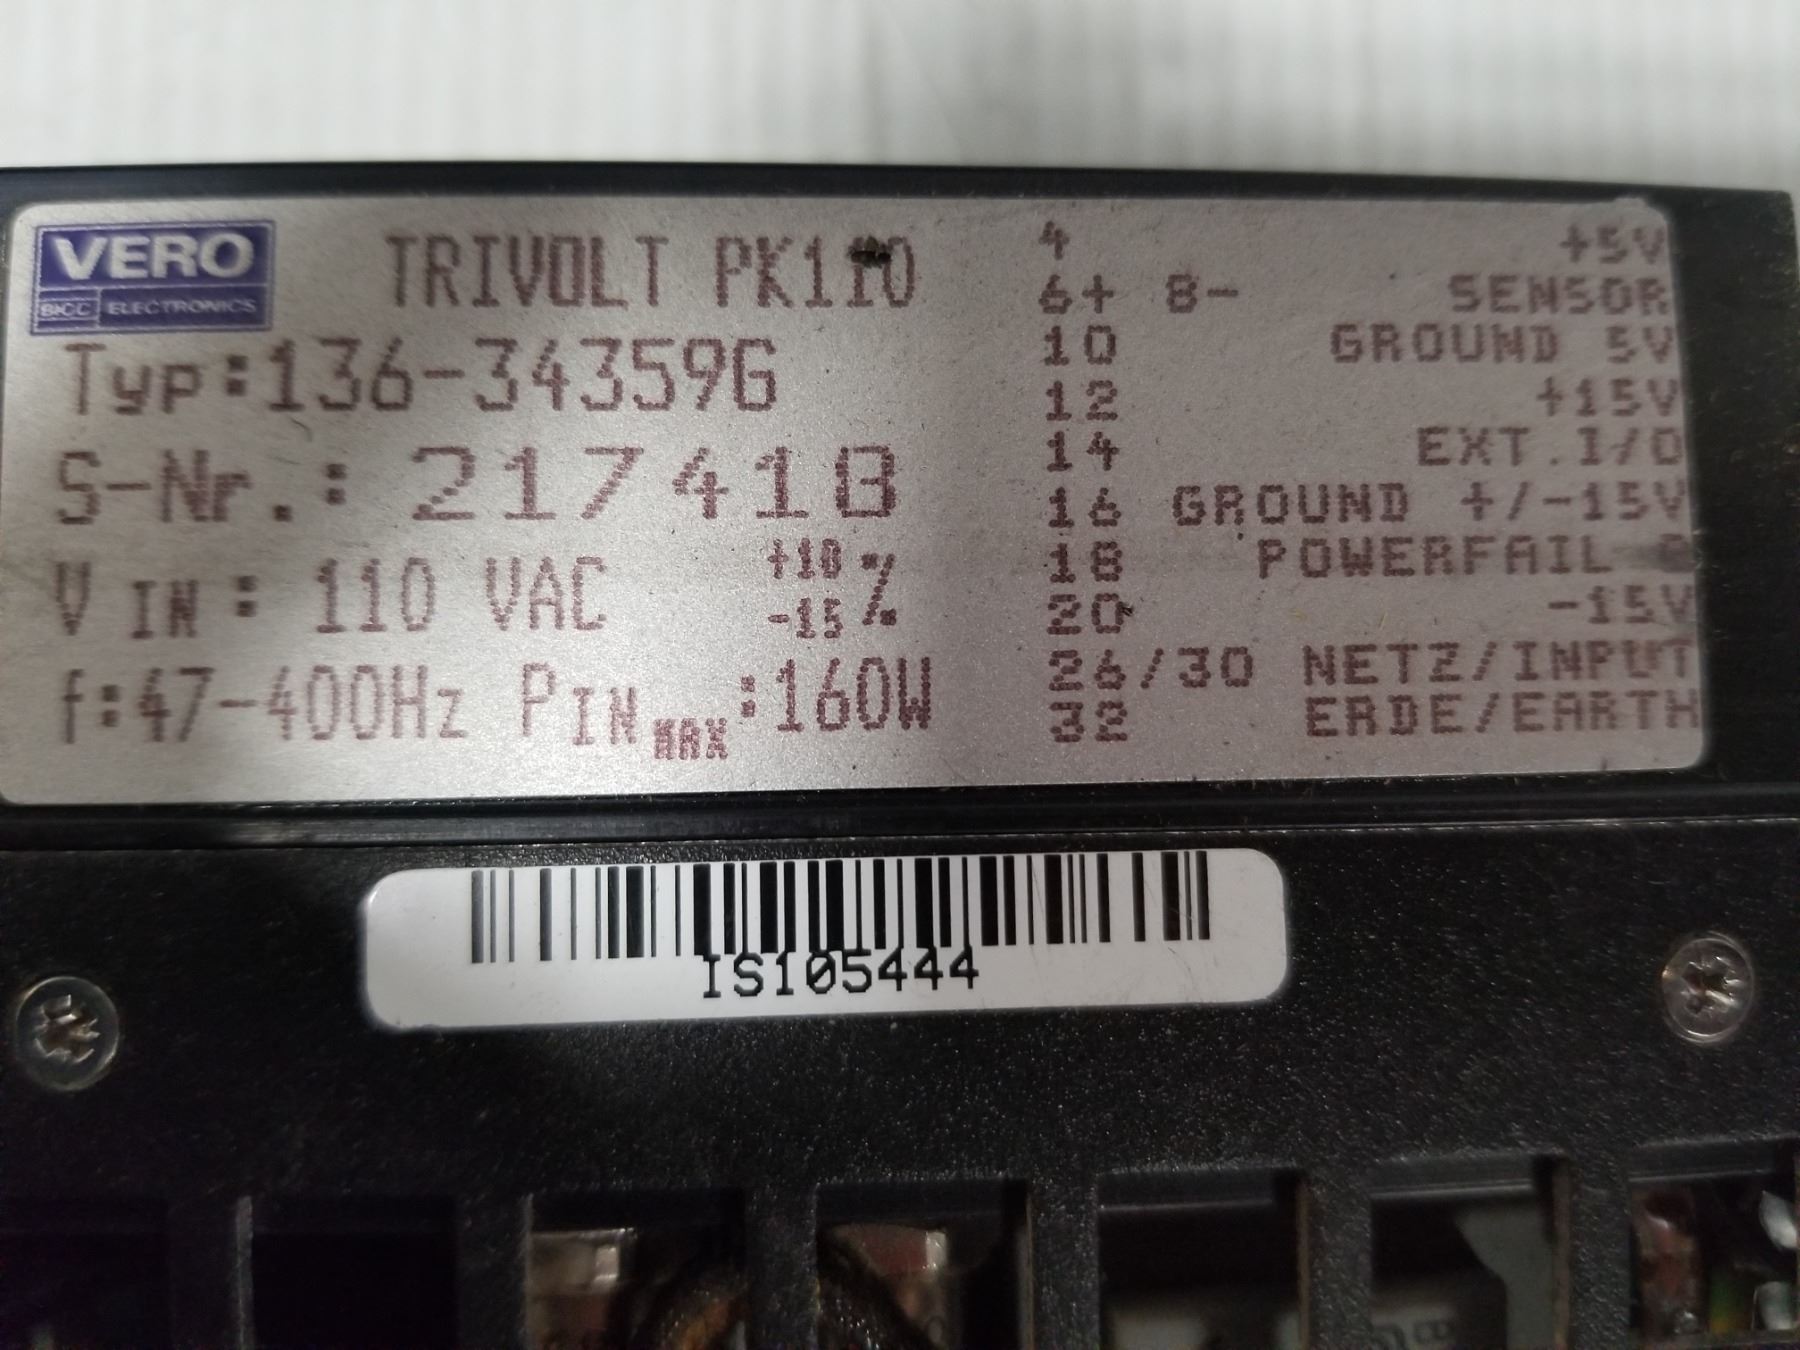 VERO
BICC ELECTRONICS
TRIVOLT PK110
Typ:136-34359G
S-Nr.: 217418
V IN: 110 VAC +10 -15 %
f:47-400Hz PIN MAX:160W
4 +5V
6+ 8- SENSOR
10 GROUND 5V
12 +15V
14 EXT.I/O
16 GROUND +/-15V
18 POWERFAIL
20 -15V
26/30 NETZ/INPUT
32 ERDE/EARTH
IS105444